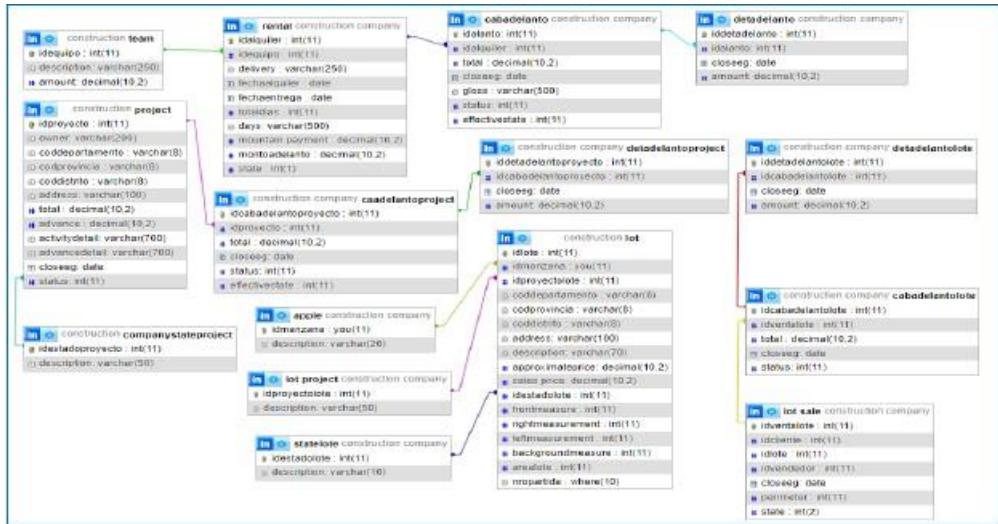 construction team
idequipo : int(11)
description : varchar(250)
amount: decimal(10,2)
rental construction company
idalquiler : int(11)
idequipo : int(11)
delivery : varchar(250)
fechaalquiler : date
fechaentrega : date
totaldias : int(11)
days: varchar(500)
mountain payment : decimal(10,2)
montoadelanto : decimal(10,2)
state : int(1)
cabadelanto construction company
idalanto: int(11)
idalquiler : int(11)
total : decimal(10,2)
closeeg: date
glosa : varchar(500)
status: int(11)
effectivestate : int(11)
construction company detadelanto
iddetadelanto : int(11)
idalanto: int(11)
closeeg : date
amount : decimal(10,2)
construction project
idproyecto : int(11)
owner: varchar(200)
coddepartamento : varchar(8)
codprovincia : varchar(8)
coddistrito : varchar(8)
address: varchar(100)
total : decimal(10,2)
advance : decimal(10,2)
activitydetail: varchar(700)
advancedetail: varchar(700)
closeeg : date
status: int(11)
construction company caadelantoproject
idcabadelantoproyecto : int(11)
idproyecto : int(11)
total : decimal(10,2)
closeeg: date
status: int(11)
effectivestate : int(11)
construction company detadelantoproject
iddetadelantoproyecto : int(11)
idcabadelantoproyecto : int(11)
closeeg: date
amount : decimal(10,2)
construction company detadelantolote
iddetadelantolote : int(11)
idcabadelantolote : int(11)
closeeg: date
amount : decimal(10,2)
construction companystateproject
idestadoproyecto : int(11)
description: varchar(50)
apple construction company
idmanzana : you(11)
description: varchar(20)
lot project construction company
idproyectolote : int(11)
description: varchar(50)
statelote construction company
idestadolote : int(11)
description: varchar(10)
construction lot
idlote : int(11)
idmanzana : you(11)
idproyectolote : int(11)
coddepartamento : varchar(8)
codprovincia : varchar(8)
coddistrito : varchar(8)
address: varchar(100)
description: varchar(70)
approximateprice: decimal(10,2)
sales price: decimal(10,2)
idestadolote : int(11)
frontmeasure : int(11)
rightmeasurement : int(11)
leftmeasurement : int(11)
backgroundmeasure : int(11)
arealote : int(11)
nropartida : where(10)
construction company cabadelantolote
idcabadelantolote : int(11)
idventalote : int(11)
total : decimal(10,2)
closeeg: date
status: int(11)
lot sale construction company
idventalote : int(11)
idcliente : int(11)
idlote : int(11)
idvendedor : int(11)
closeeg: date
perimeter : int(11)
state : int(2)